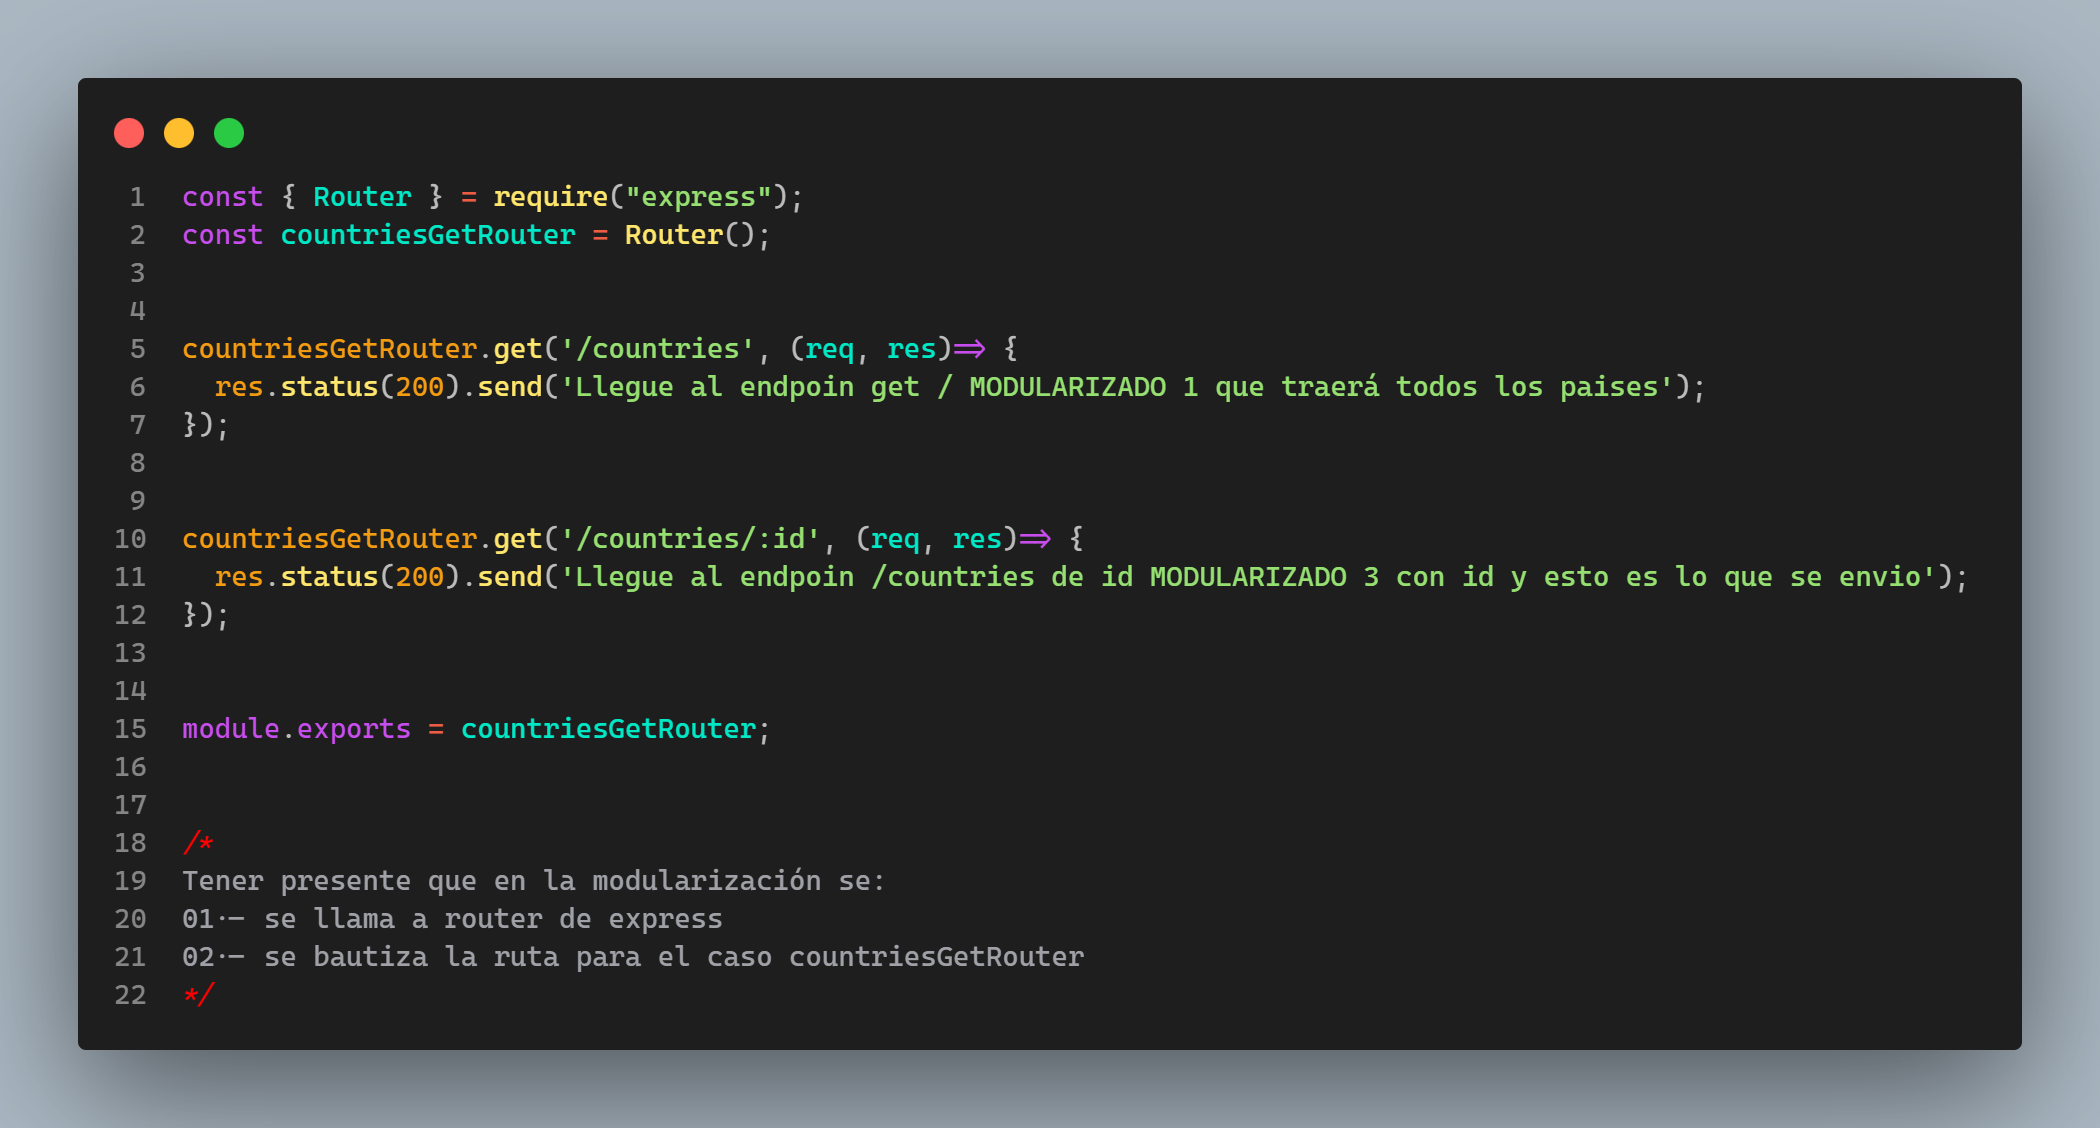 1 const { Router } = require("express");
2 const countriesGetRouter = Router();
3
4
5 countriesGetRouter.get('/countries', (req, res)=> {
6   res.status(200).send('Llegue al endpoin get / MODULARIZADO 1 que traerá todos los paises');
7 });
8
9
10 countriesGetRouter.get('/countries/:id', (req, res)=> {
11   res.status(200).send('Llegue al endpoin /countries de id MODULARIZADO 3 con id y esto es lo que se envio');
12 });
13
14
15 module.exports = countriesGetRouter;
16
17
18 /*
19 Tener presente que en la modularización se:
20 01.- se llama a router de express
21 02.- se bautiza la ruta para el caso countriesGetRouter
22 */